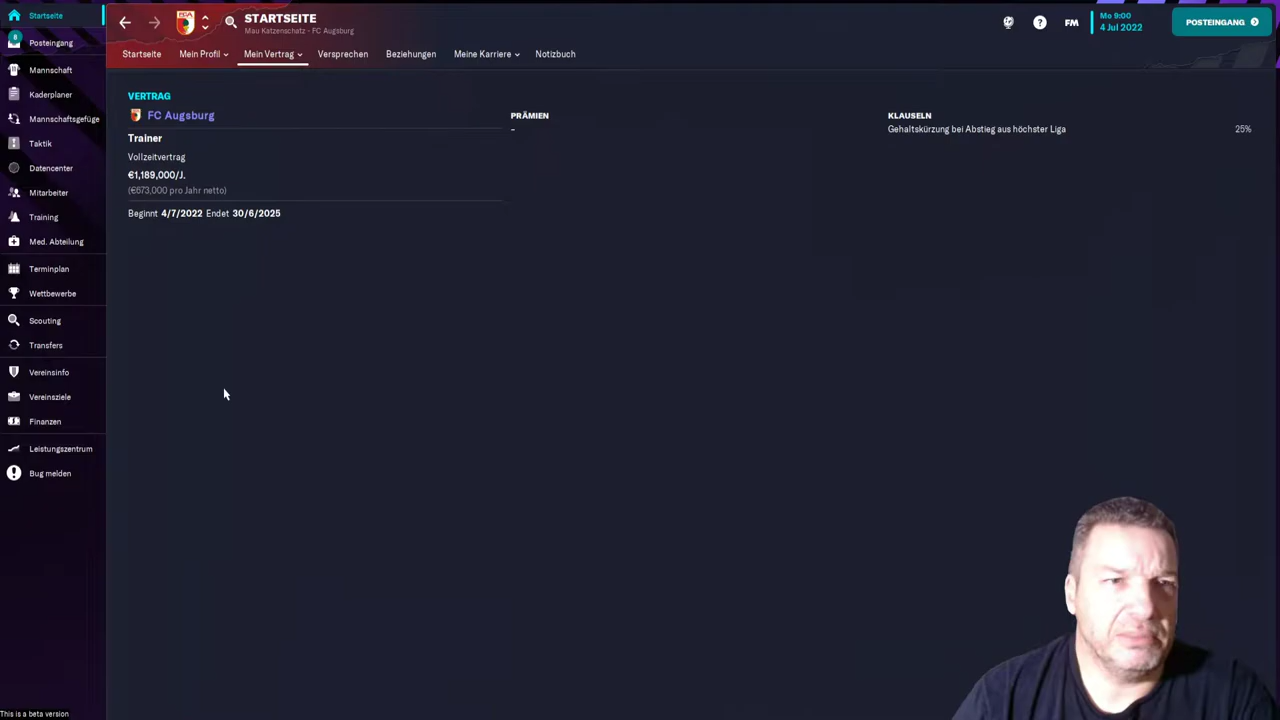 Startseite
6
Posteingang
Mannschaft
Kaderplaner
Mannschaftsgefüge
Taktik
Datencenter
Mitarbeiter
Training
Med. Abteilung
Terminplan
Wettbewerbe
Scouting
Transfers
Vereinsinfo
Vereinsziele
Finanzen
Leistungszentrum
Bug melden
This is a beta version
STARTSEITE
Mau Katzenschatz - FC Augsburg
FM
Mo 9:00
4 Jul 2022
POSTEINGANG
Startseite
Mein Profil
Mein Vertrag
Versprechen
Beziehungen
Meine Karriere
Notizbuch
VERTRAG
FC Augsburg
Trainer
Vollzeitvertrag
€1,189,000/J.
(€673,000 pro Jahr netto)
Beginnt 4/7/2022 Endet 30/6/2025
PRÄMIEN
-
KLAUSELN
Gehaltskürzung bei Abstieg aus höchster Liga 25%